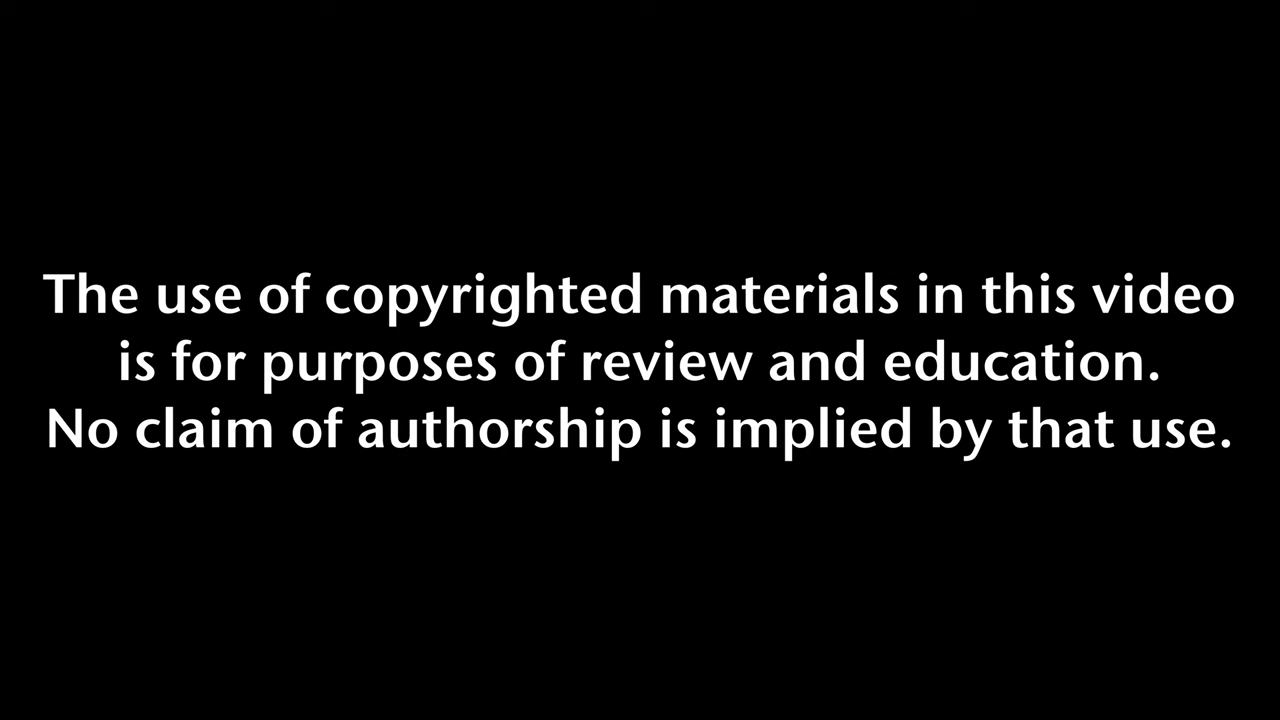 The use of copyrighted materials in this video
is for purposes of review and education.
No claim of authorship is implied by that use.